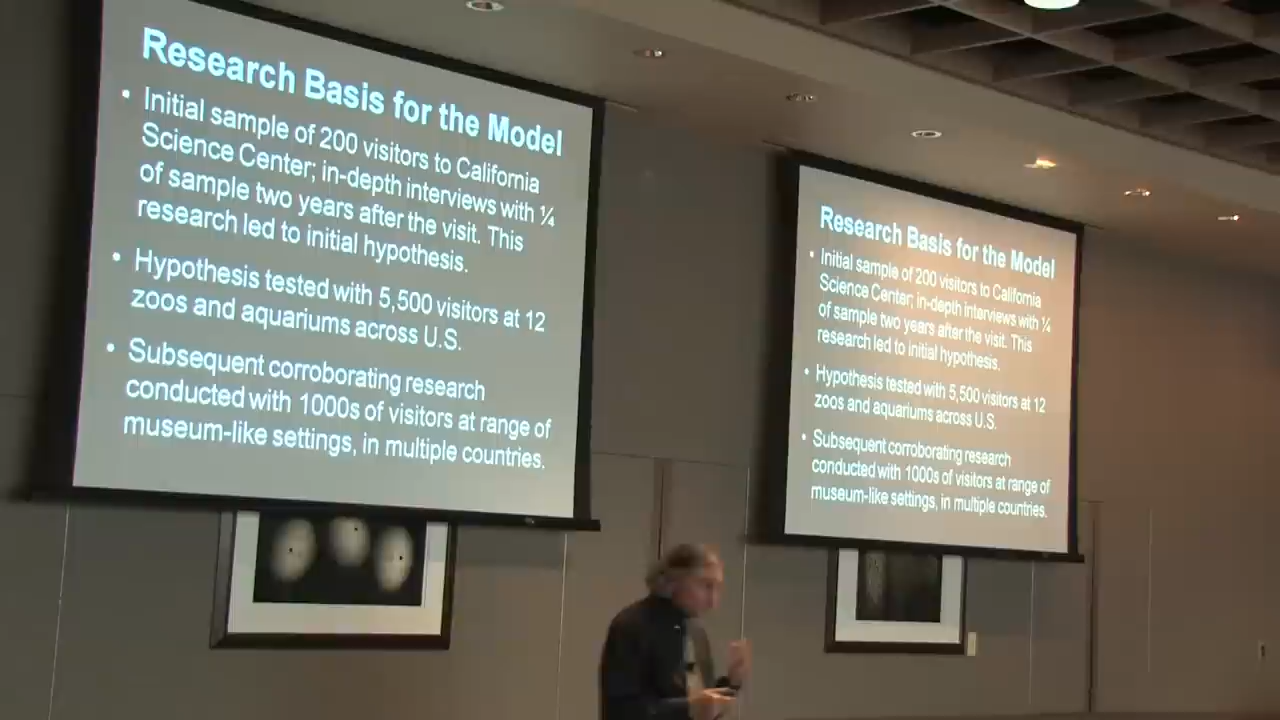 Research Basis for the Model
• Initial sample of 200 visitors to California
Science Center; in-depth interviews with ¼
of sample two years after the visit. This
research led to initial hypothesis.
• Hypothesis tested with 5,500 visitors at 12
zoos and aquariums across U.S.
• Subsequent corroborating research
conducted with 1000s of visitors at range of
museum-like settings, in multiple countries.
Research Basis for the Model
• Initial sample of 200 visitors to California
Science Center; in-depth interviews with ¼
of sample two years after the visit. This
research led to initial hypothesis.
• Hypothesis tested with 5,500 visitors at 12
zoos and aquariums across U.S.
• Subsequent corroborating research
conducted with 1000s of visitors at range of
museum-like settings, in multiple countries.